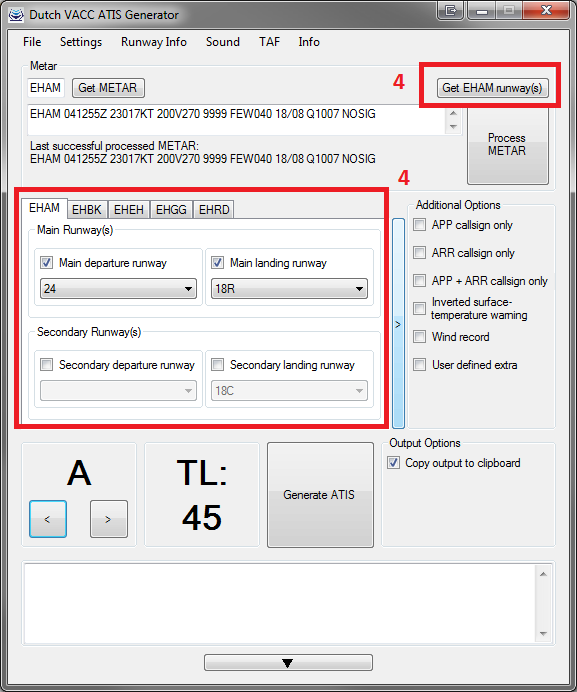 Dutch VACC ATIS Generator
File Settings Runway Info Sound TAF Info
Metar
EHAM Get METAR 4 Get EHAM runway(s)
EHAM 041255Z 23017KT 200V270 9999 FEW040 18/08 Q1007 NOSIG
Process
METAR
Last successful processed METAR:
EHAM 041255Z 23017KT 200V270 9999 FEW040 18/08 Q1007 NOSIG
4
EHAM EHBK EHEH EHGG EHRD
Main Runway(s)
Main departure runway Main landing runway
24 18R
Secondary Runway(s)
Secondary departure runway Secondary landing runway
18C
>
Additional Options
APP callsign only
ARR callsign only
APP + ARR callsign only
Inverted surface-
temperature warning
Wind record
User defined extra
A
< >
TL:
45
Generate ATIS
Output Options
Copy output to clipboard